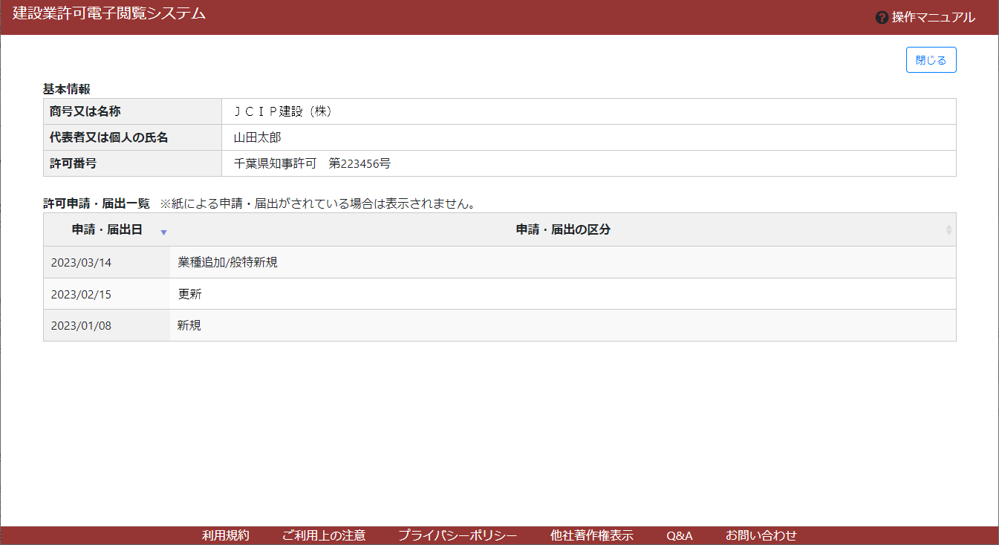 建設業許可電子閲覧システム
操作マニュアル
閉じる
基本情報
商号又は名称 ＪＣＩＰ建設（株）
代表者又は個人の氏名 山田太郎
許可番号 千葉県知事許可　第223456号
許可申請・届出一覧 ※紙による申請・届出がされている場合は表示されません。
申請・届出日 申請・届出の区分
2023/03/14 業種追加/般特新規
2023/02/15 更新
2023/01/08 新規
利用規約 ご利用上の注意 プライバシーポリシー 他社著作権表示 Q&A お問い合わせ